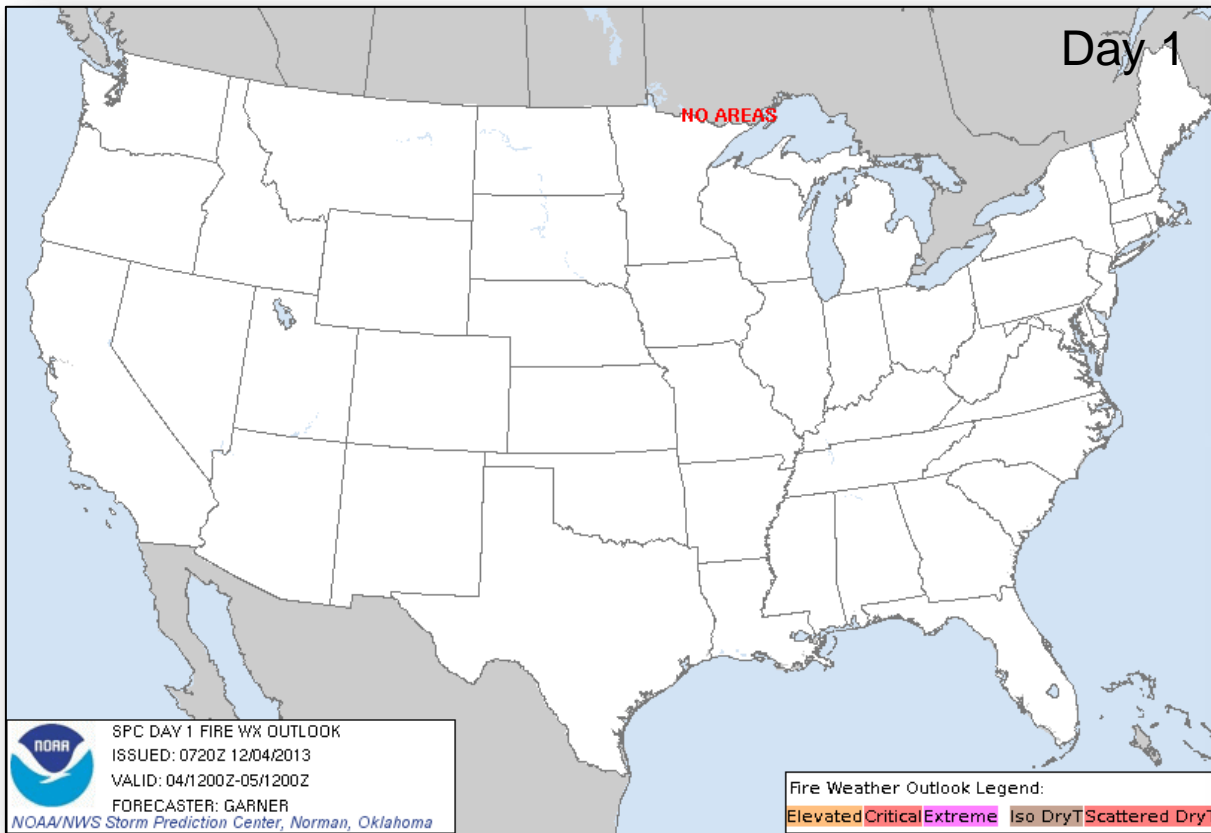 Day 1
NO AREAS
NOAA
SPC DAY 1 FIRE WX OUTLOOK
ISSUED: 0720Z 12/04/2013
VALID: 04/1200Z-05/1200Z
FORECASTER: GARNER
NOAA/NWS Storm Prediction Center, Norman, Oklahoma
Fire Weather Outlook Legend:
Elevated Critical Extreme Iso DryT Scattered DryT